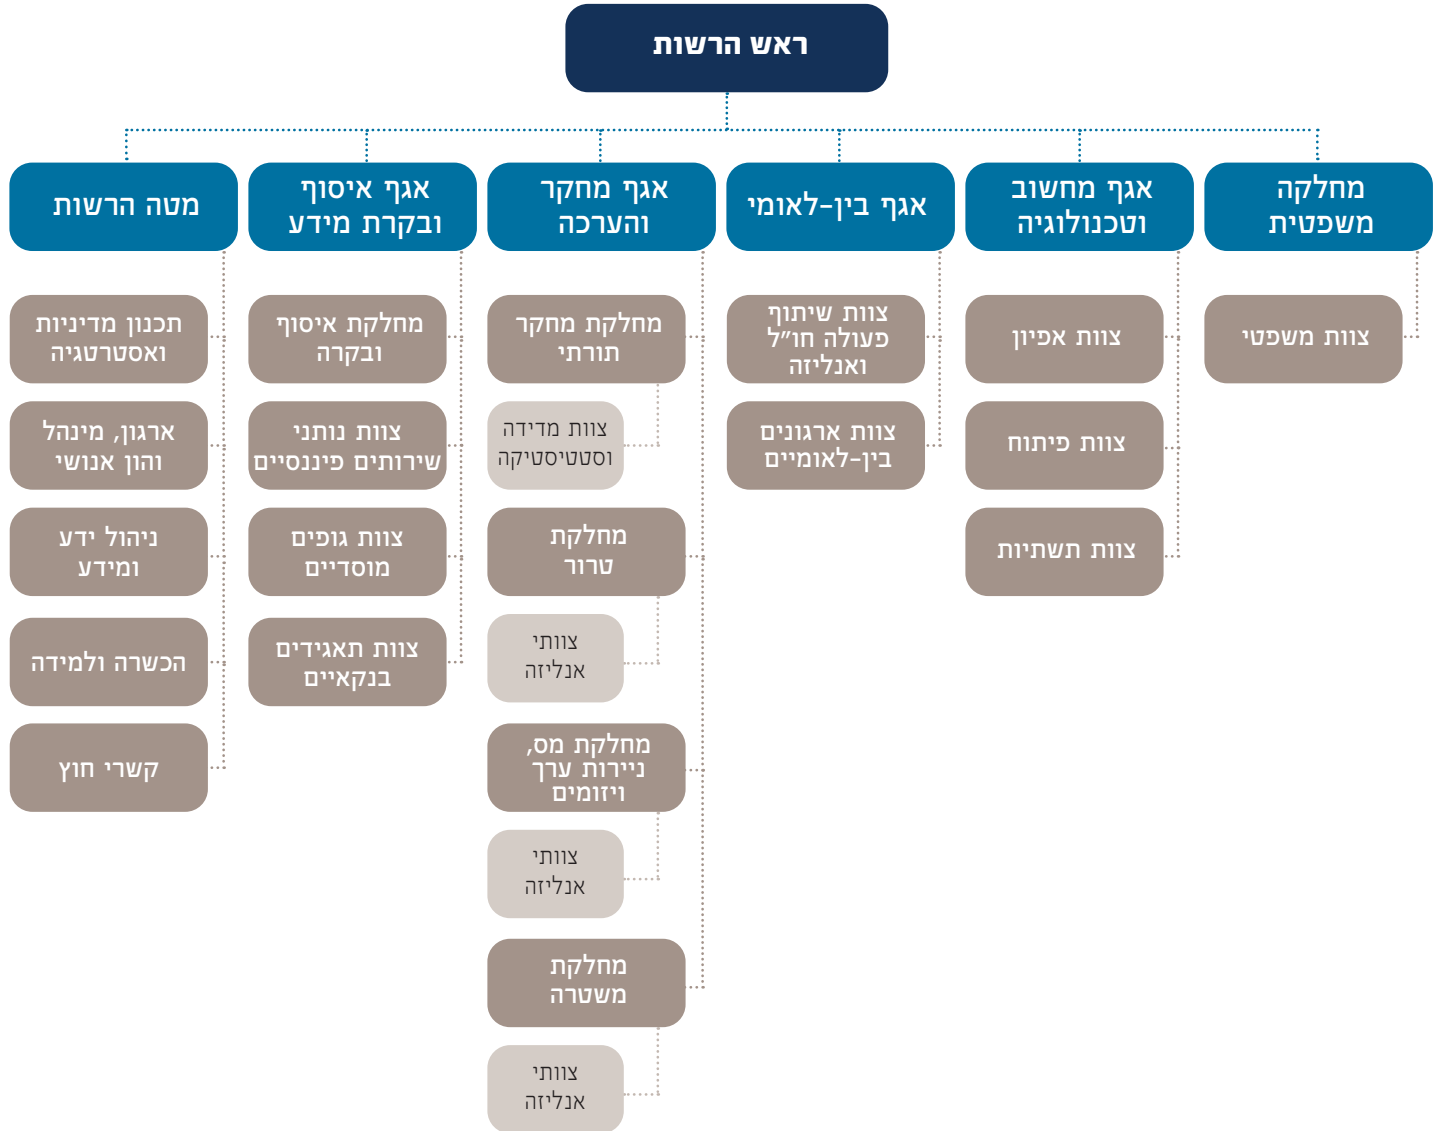 ראש הרשות
מחלקה
משפטית
אגף מחשוב
וטכנולוגיה
אגף בין-לאומי
אגף מחקר
והערכה
אגף איסוף
ובקרת מידע
מטה הרשות
צוות משפטי
צוות אפיון
צוות פיתוח
צוות תשתיות
צוות שיתוף
פעולה חו״ל
ואנליזה
צוות ארגונים
בין-לאומיים
מחלקת מחקר
תורתי
צוות מדידה
וסטטיסטיקה
מחלקת
טרור
צוותי
אנליזה
מחלקת מס,
ניירות ערך
ויזומים
צוותי
אנליזה
מחלקת
משטרה
צוותי
אנליזה
מחלקת איסוף
ובקרה
צוות נותני
שירותים פיננסיים
צוות גופים
מוסדיים
צוות תאגידים
בנקאיים
תכנון מדיניות
ואסטרטגיה
ארגון, מינהל
והון אנושי
ניהול ידע
ומידע
הכשרה ולמידה
קשרי חוץ